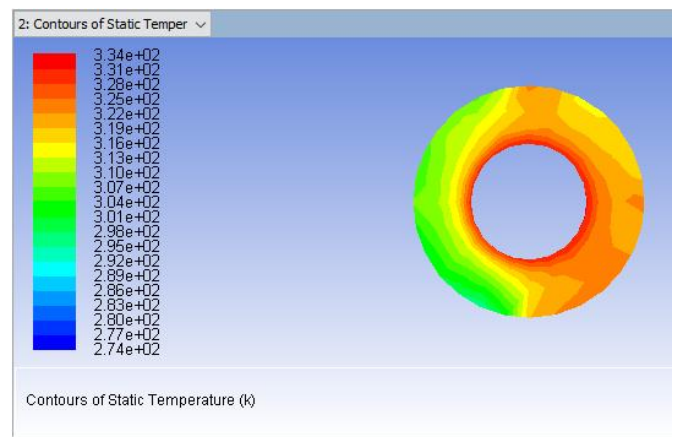 2: Contours of Static Temper
3.34e+02
3.31e+02
3.28e+02
3.25e+02
3.22e+02
3.19e+02
3.16e+02
3.13e+02
3.10e+02
3.07e+02
3.04e+02
3.01e+02
2.98e+02
2.95e+02
2.92e+02
2.89e+02
2.86e+02
2.83e+02
2.80e+02
2.77e+02
2.74e+02
Contours of Static Temperature (k)